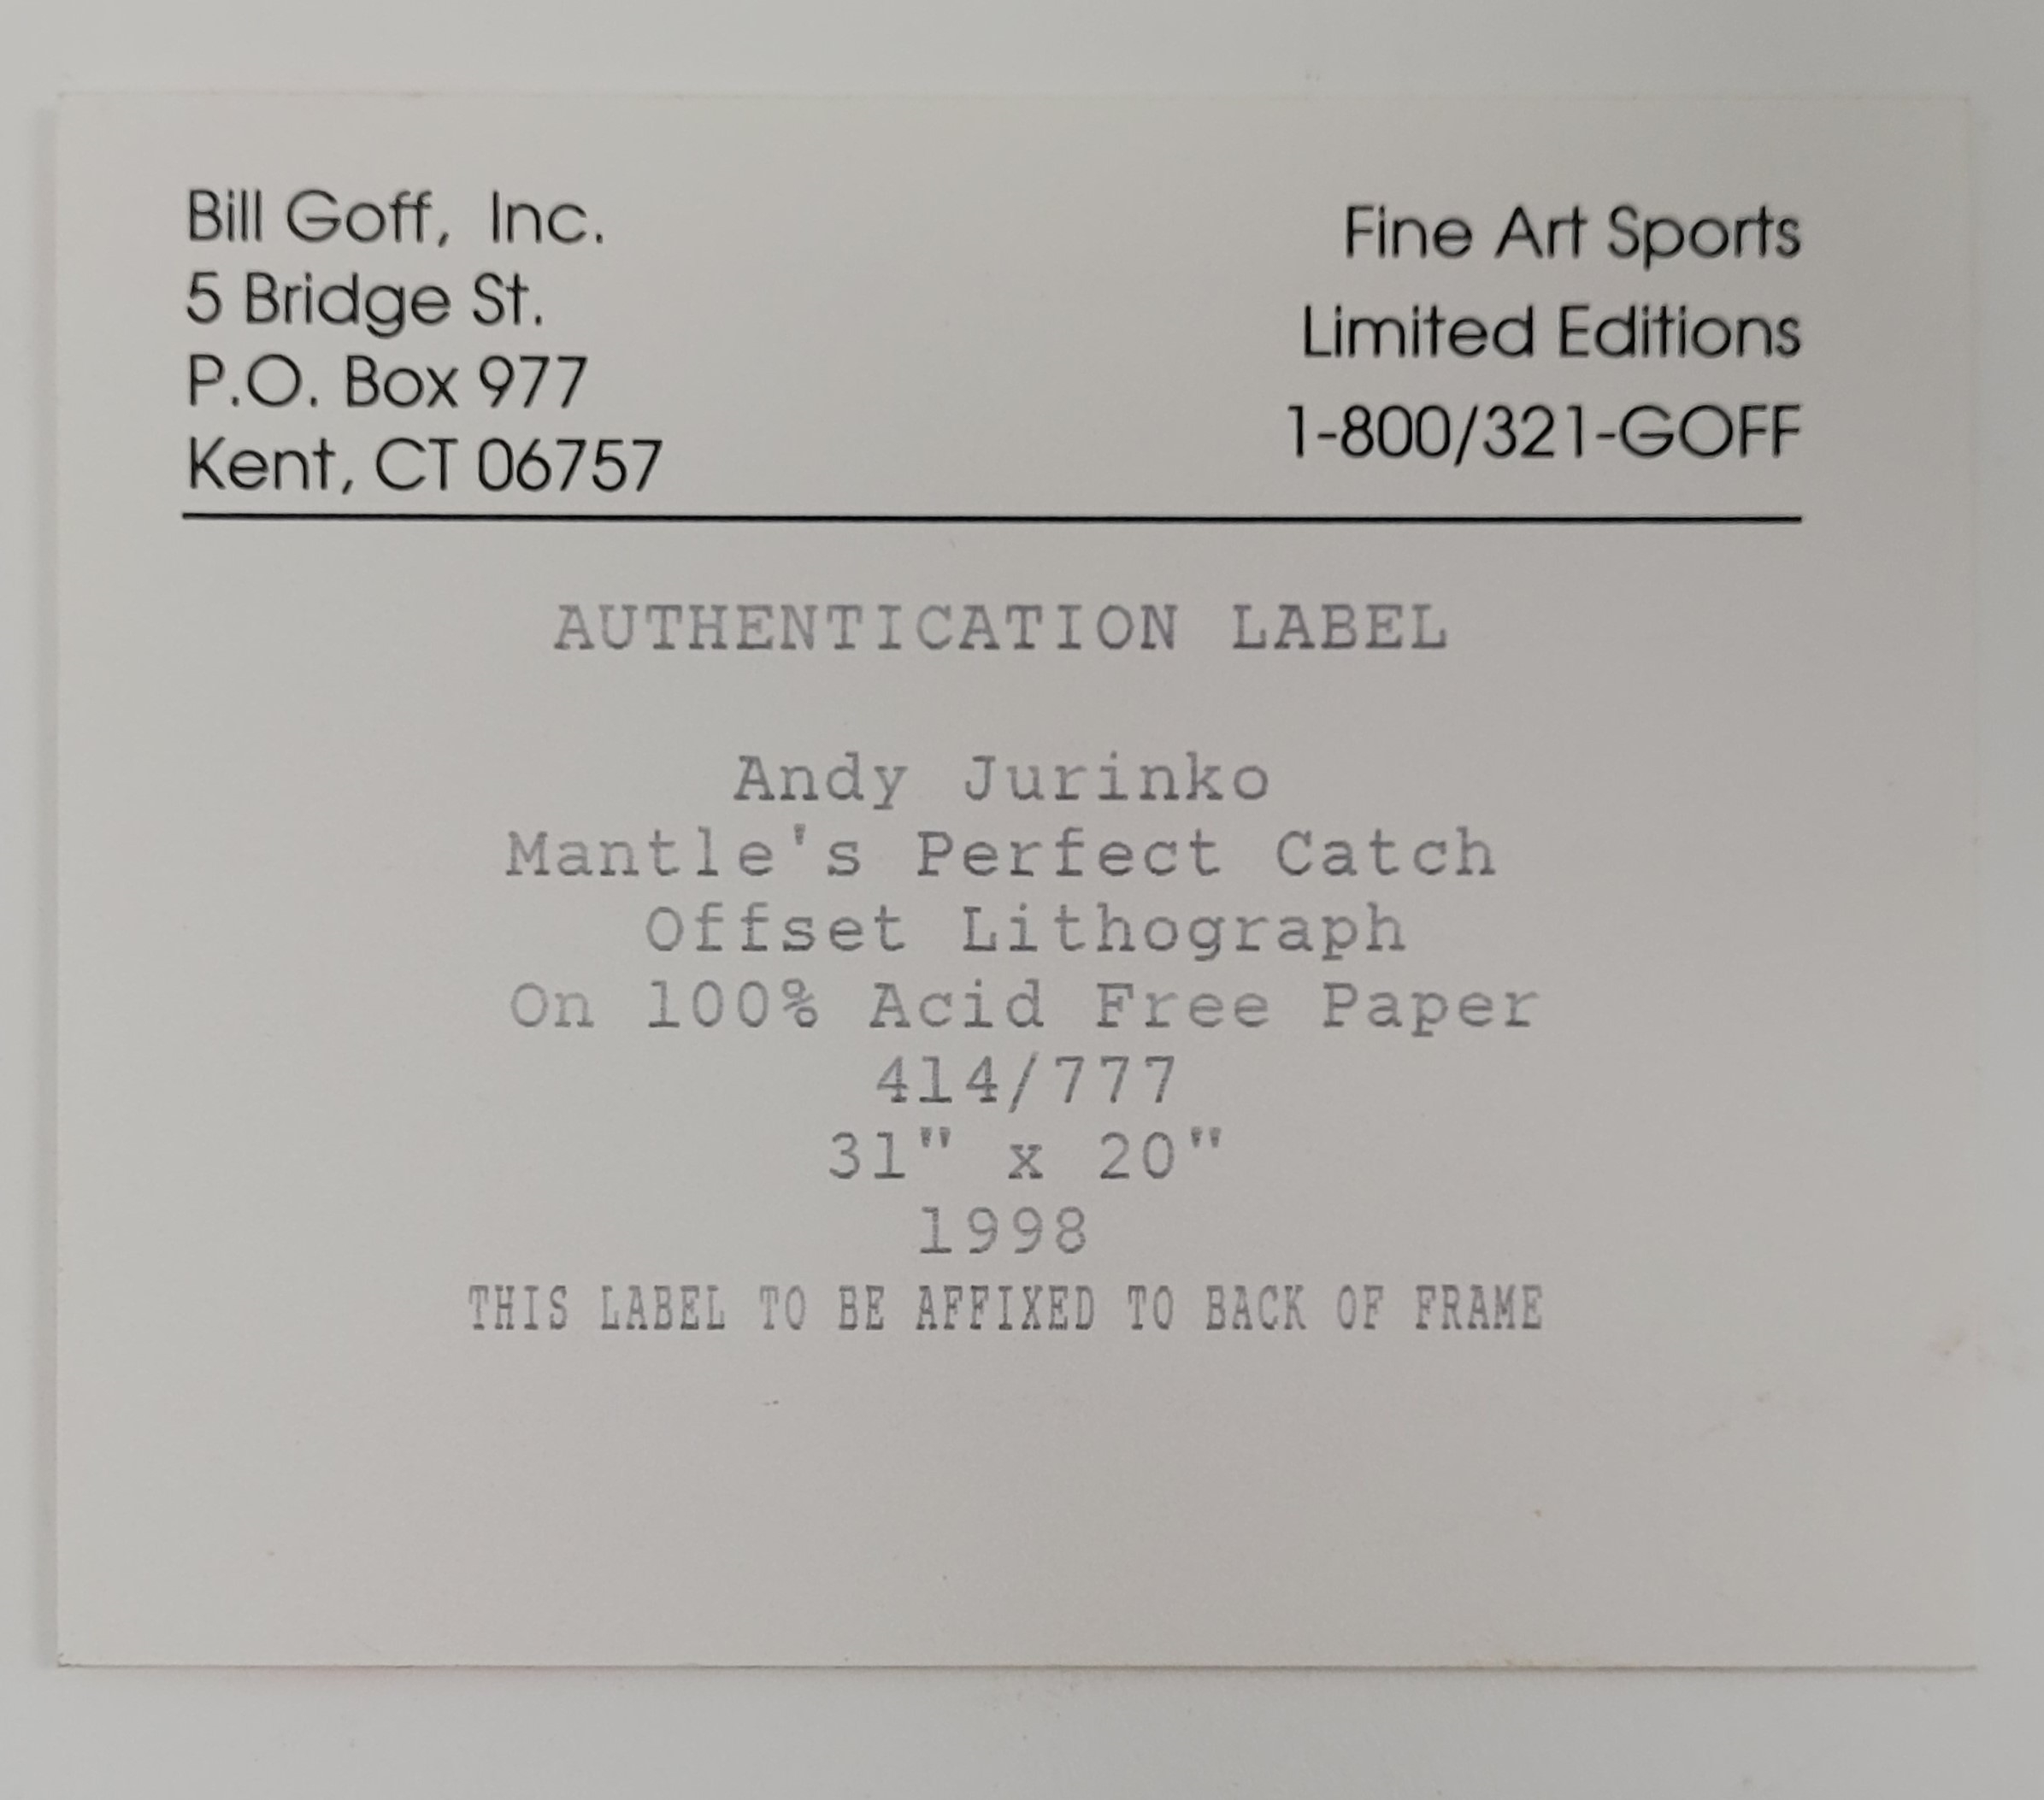 Bill Goff, Inc.
5 Bridge St.
P.O. Box 977
Kent, CT 06757
Fine Art Sports
Limited Editions
1-800/321-GOFF
AUTHENTICATION LABEL
Andy Jurinko
Mantle's Perfect Catch
Offset Lithograph
On 100% Acid Free Paper
414/777
31" x 20"
1998
THIS LABEL TO BE AFFIXED TO BACK OF FRAME